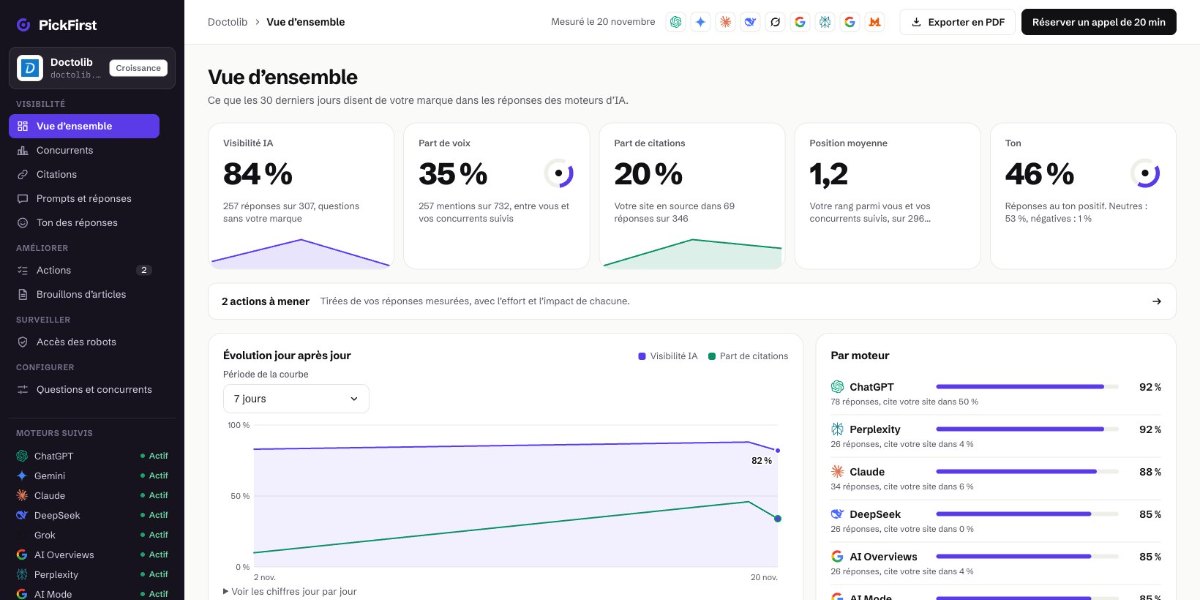 PickFirst
Doctolib
doctolib...
Croissance
VISIBILITÉ
Vue d'ensemble
Concurrents
Citations
Prompts et réponses
Ton des réponses
AMÉLIORER
Actions 2
Brouillons d'articles
SURVEILLER
Accès des robots
CONFIGURER
Questions et concurrents
MOTEURS SUIVIS
ChatGPT Actif
Gemini Actif
Claude Actif
DeepSeek Actif
Grok Actif
AI Overviews Actif
Perplexity Actif
AI Mode Actif
Doctolib > Vue d'ensemble
Mesuré le 20 novembre
Exporter en PDF
Réserver un appel de 20 min
Vue d'ensemble
Ce que les 30 derniers jours disent de votre marque dans les réponses des moteurs d'IA.
Visibilité IA
84 %
257 réponses sur 307, questions
sans votre marque
Part de voix
35 %
257 mentions sur 732, entre vous et
vos concurrents suivis
Part de citations
20 %
Votre site en source dans 69
réponses sur 346
Position moyenne
1,2
Votre rang parmi vous et vos
concurrents suivis, sur 296...
Ton
46 %
Réponses au ton positif. Neutres :
53 %, négatives : 1 %
2 actions à mener Tirées de vos réponses mesurées, avec l'effort et l'impact de chacune.
Évolution jour après jour
Visibilité IA
Part de citations
Période de la courbe
7 jours
100 %
50 %
0 %
82 %
2 nov.
20 nov.
Voir les chiffres jour par jour
Par moteur
ChatGPT 92 %
78 réponses, cite votre site dans 50 %
Perplexity 92 %
26 réponses, cite votre site dans 4 %
Claude 88 %
34 réponses, cite votre site dans 6 %
DeepSeek 85 %
26 réponses, cite votre site dans 0 %
AI Overviews 85 %
26 réponses, cite votre site dans 4 %
AI Mode 85 %